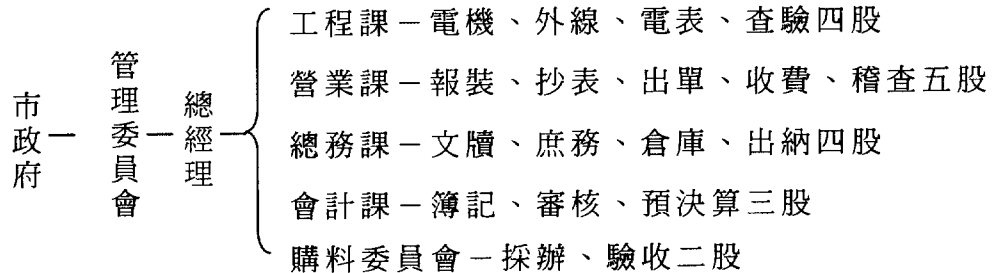 市政府－管理委員會－總經理
工程課－電機、外線、電表、查驗四股
營業課－報裝、抄表、出單、收費、稽查五股
總務課－文牘、庶務、倉庫、出納四股
會計課－簿記、審核、預決算三股
購料委員會－採辦、驗收二股